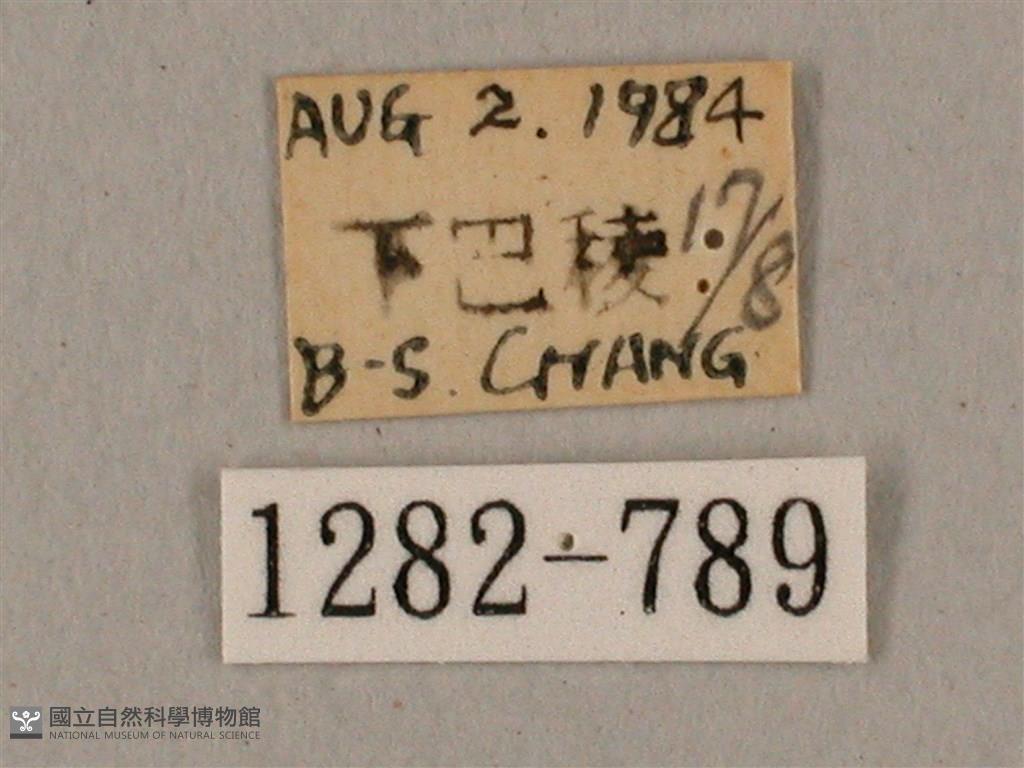 AUG 2. 1984
下巴稜 17/8
B-S. CHANG
1282-789
國立自然科學博物館
NATIONAL MUSEUM OF NATURAL SCIENCE